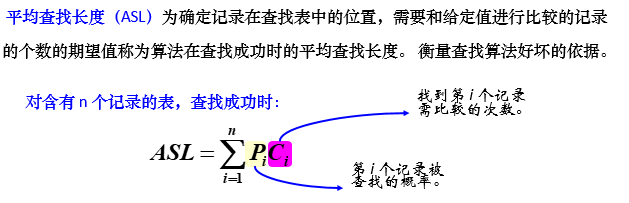 平均查找长度（ASL）为确定记录在查找表中的位置，需要和给定值进行比较的记录
的个数的期望值称为算法在查找成功时的平均查找长度。 衡量查找算法好坏的依据。
对含有 n 个记录的表，查找成功时：
找到第 i 个记录
需比较的次数。
ASL = ∑_{i=1}^{n} P_i C_i
第 i 个记录被
查找的概率。